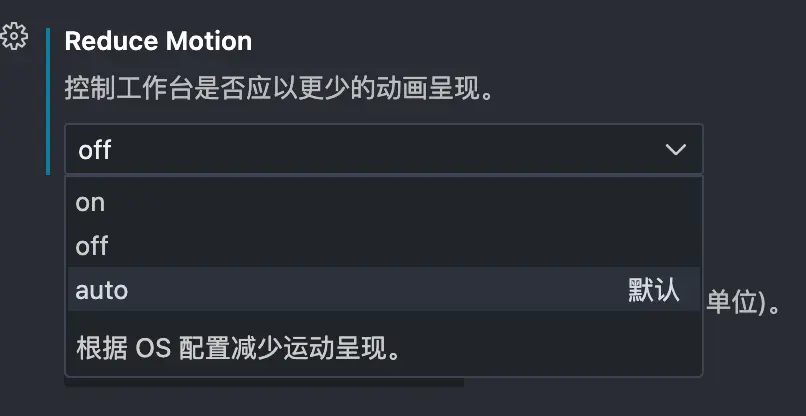 Reduce Motion
控制工作台是否应以更少的动画呈现。
off
on
off
auto 默认
单位)。
根据 OS 配置减少运动呈现。